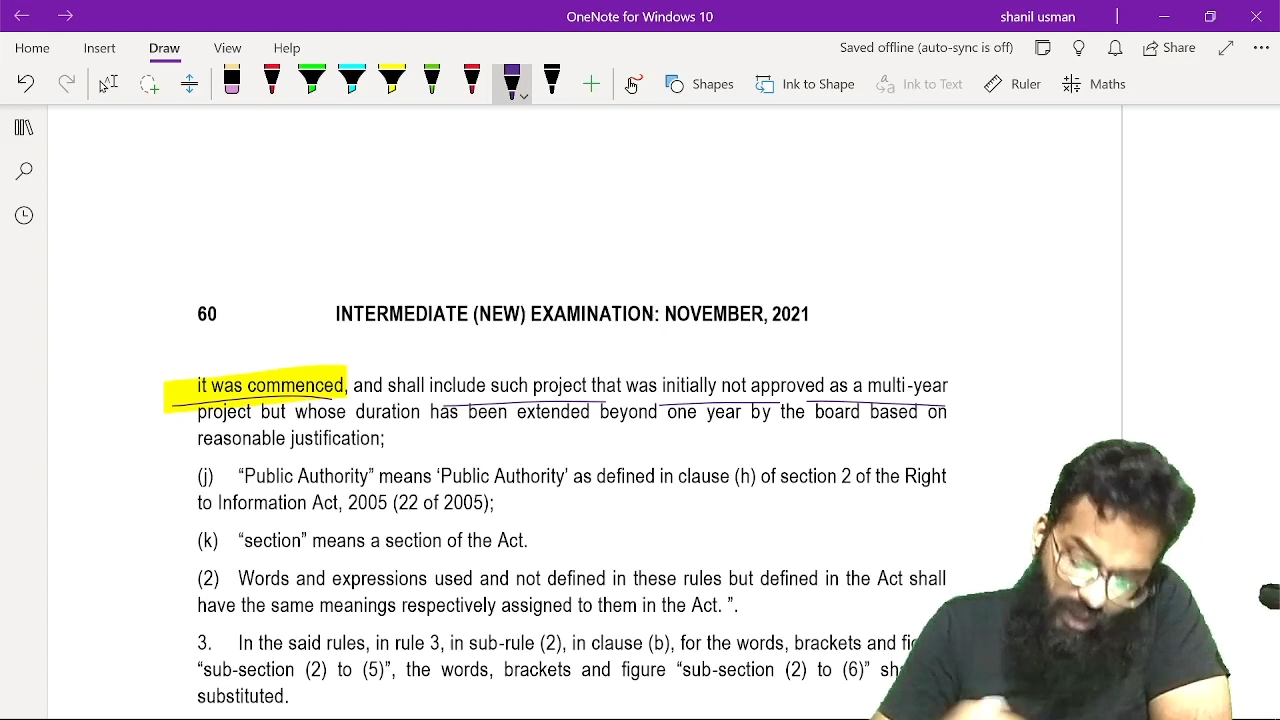 OneNote for Windows 10
shanil usman
Home Insert Draw View Help
Saved offline (auto-sync is off)
Share
Shapes
Ink to Shape
Ink to Text
Ruler
Maths
60 INTERMEDIATE (NEW) EXAMINATION: NOVEMBER, 2021
it was commenced, and shall include such project that was initially not approved as a multi-year
project but whose duration has been extended beyond one year by the board based on
reasonable justification;
(j) “Public Authority” means ‘Public Authority’ as defined in clause (h) of section 2 of the Right
to Information Act, 2005 (22 of 2005);
(k) “section” means a section of the Act.
(2) Words and expressions used and not defined in these rules but defined in the Act shall
have the same meanings respectively assigned to them in the Act. ”.
3. In the said rules, in rule 3, in sub-rule (2), in clause (b), for the words, brackets and
“sub-section (2) to (5)”, the words, brackets and figure “sub-section (2) to (6)”
substituted.